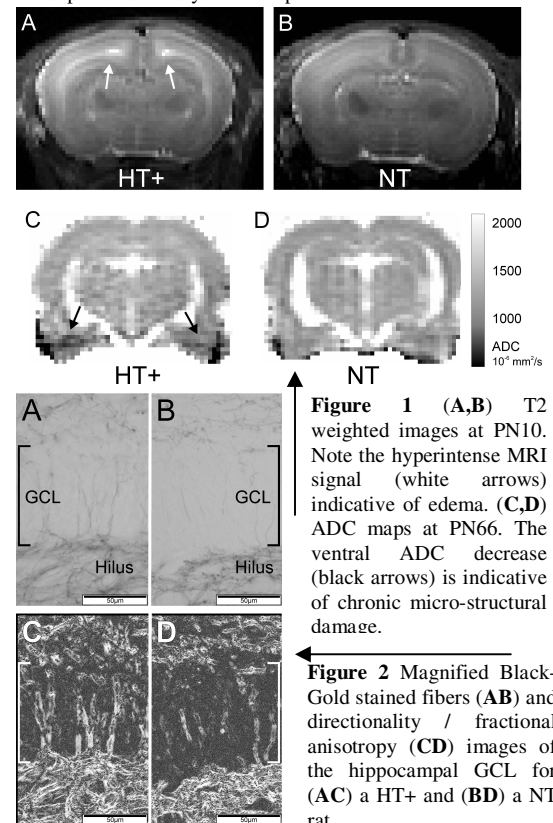 A
B
HT+
NT
C
D
2000
1500
1000
ADC
10⁻⁶ mm²/s
HT+
NT
Figure 1 (A,B) T2
weighted images at PN10.
Note the hyperintense MRI
signal (white arrows)
indicative of edema. (C,D)
ADC maps at PN66. The
ventral ADC decrease
(black arrows) is indicative
of chronic micro-structural
damage.
A
B
GCL
GCL
Hilus
Hilus
50µm
50µm
C
D
50µm
50µm
Figure 2 Magnified Black-
Gold stained fibers (AB) and
directionality / fractional
anisotropy (CD) images of
the hippocampal GCL for
(AC) a HT+ and (BD) a NT
rat